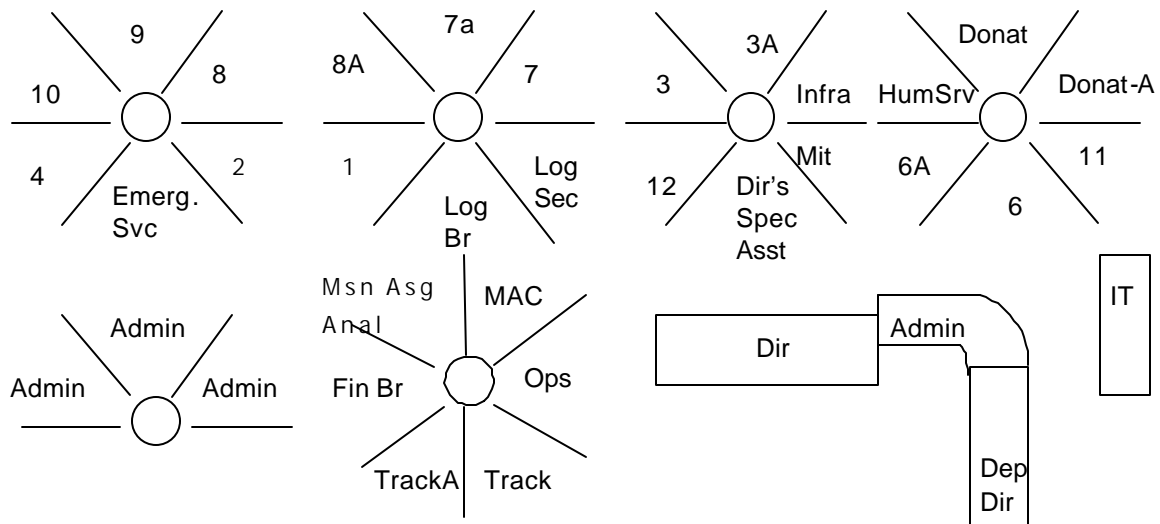 9
10
8
4
2
Emerg.
Svc
7a
8A
7
1
Log
Sec
Log
Br
3A
3
Infra
Mit
12
Dir's
Spec
Asst
Donat
HumSrv
Donat-A
6A
11
6
Admin
Admin
Admin
Msn Asg
Anal
MAC
Fin Br
Ops
TrackA
Track
Dir
Admin
Dep
Dir
IT